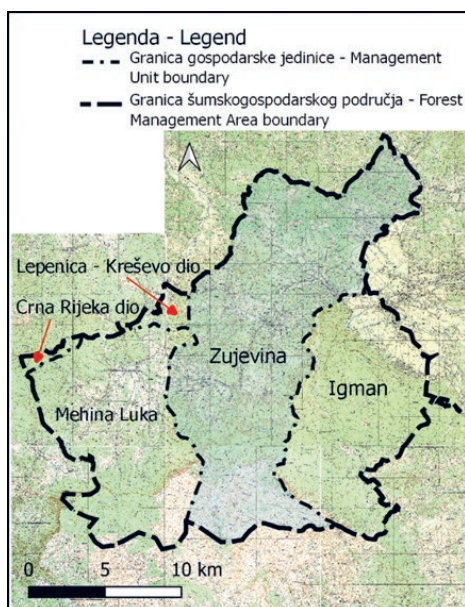 Legenda - Legend
Granica gospodarske jedinice - Management
Unit boundary
Granica šumskogospodarskog područja - Forest
Management Area boundary
Lepenica - Kreševo dio
Crna Rijeka dio
Zujevina
Igman
Mehina Luka
0 5 10 km